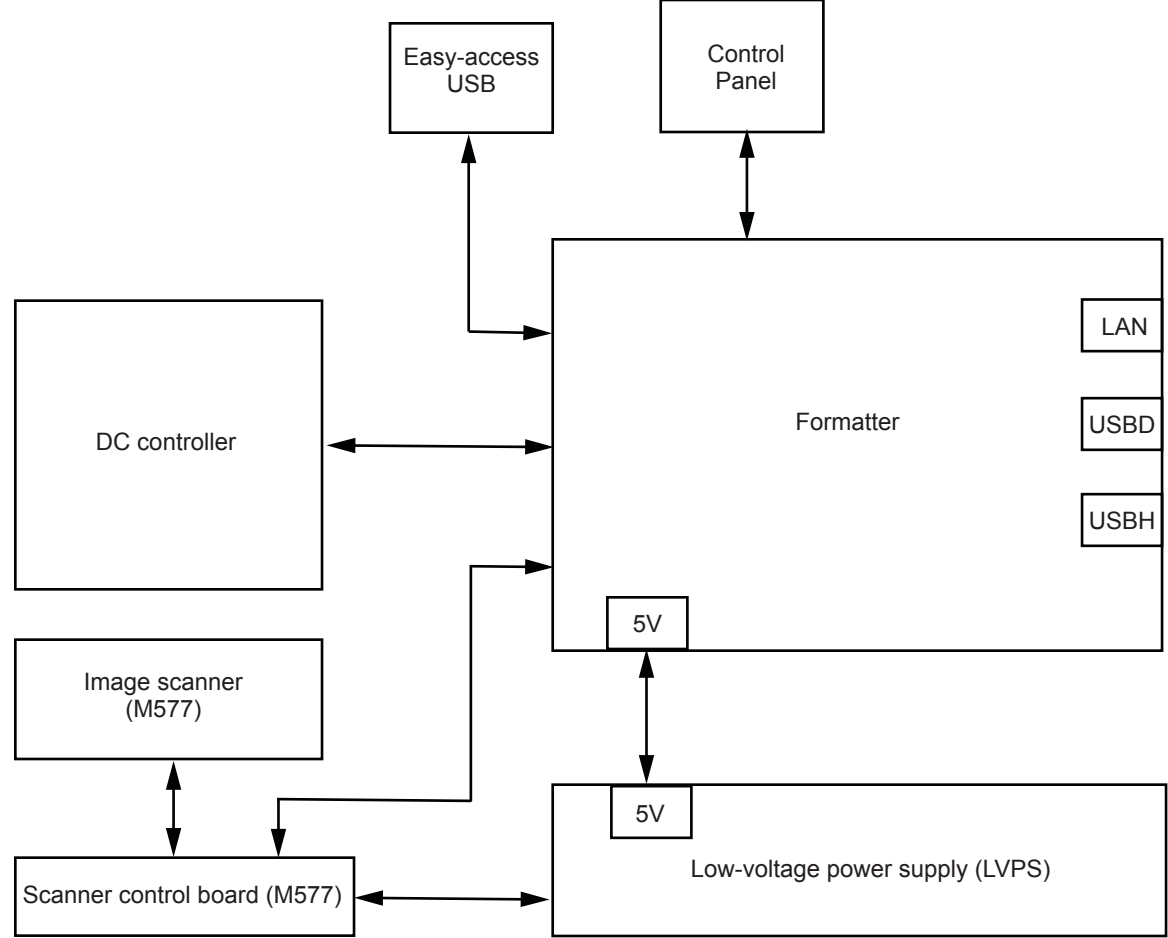 Easy-access
USB
Control
Panel
LAN
DC controller
Formatter
USBD
USBH
5V
Image scanner
(M577)
5V
Scanner control board (M577)
Low-voltage power supply (LVPS)